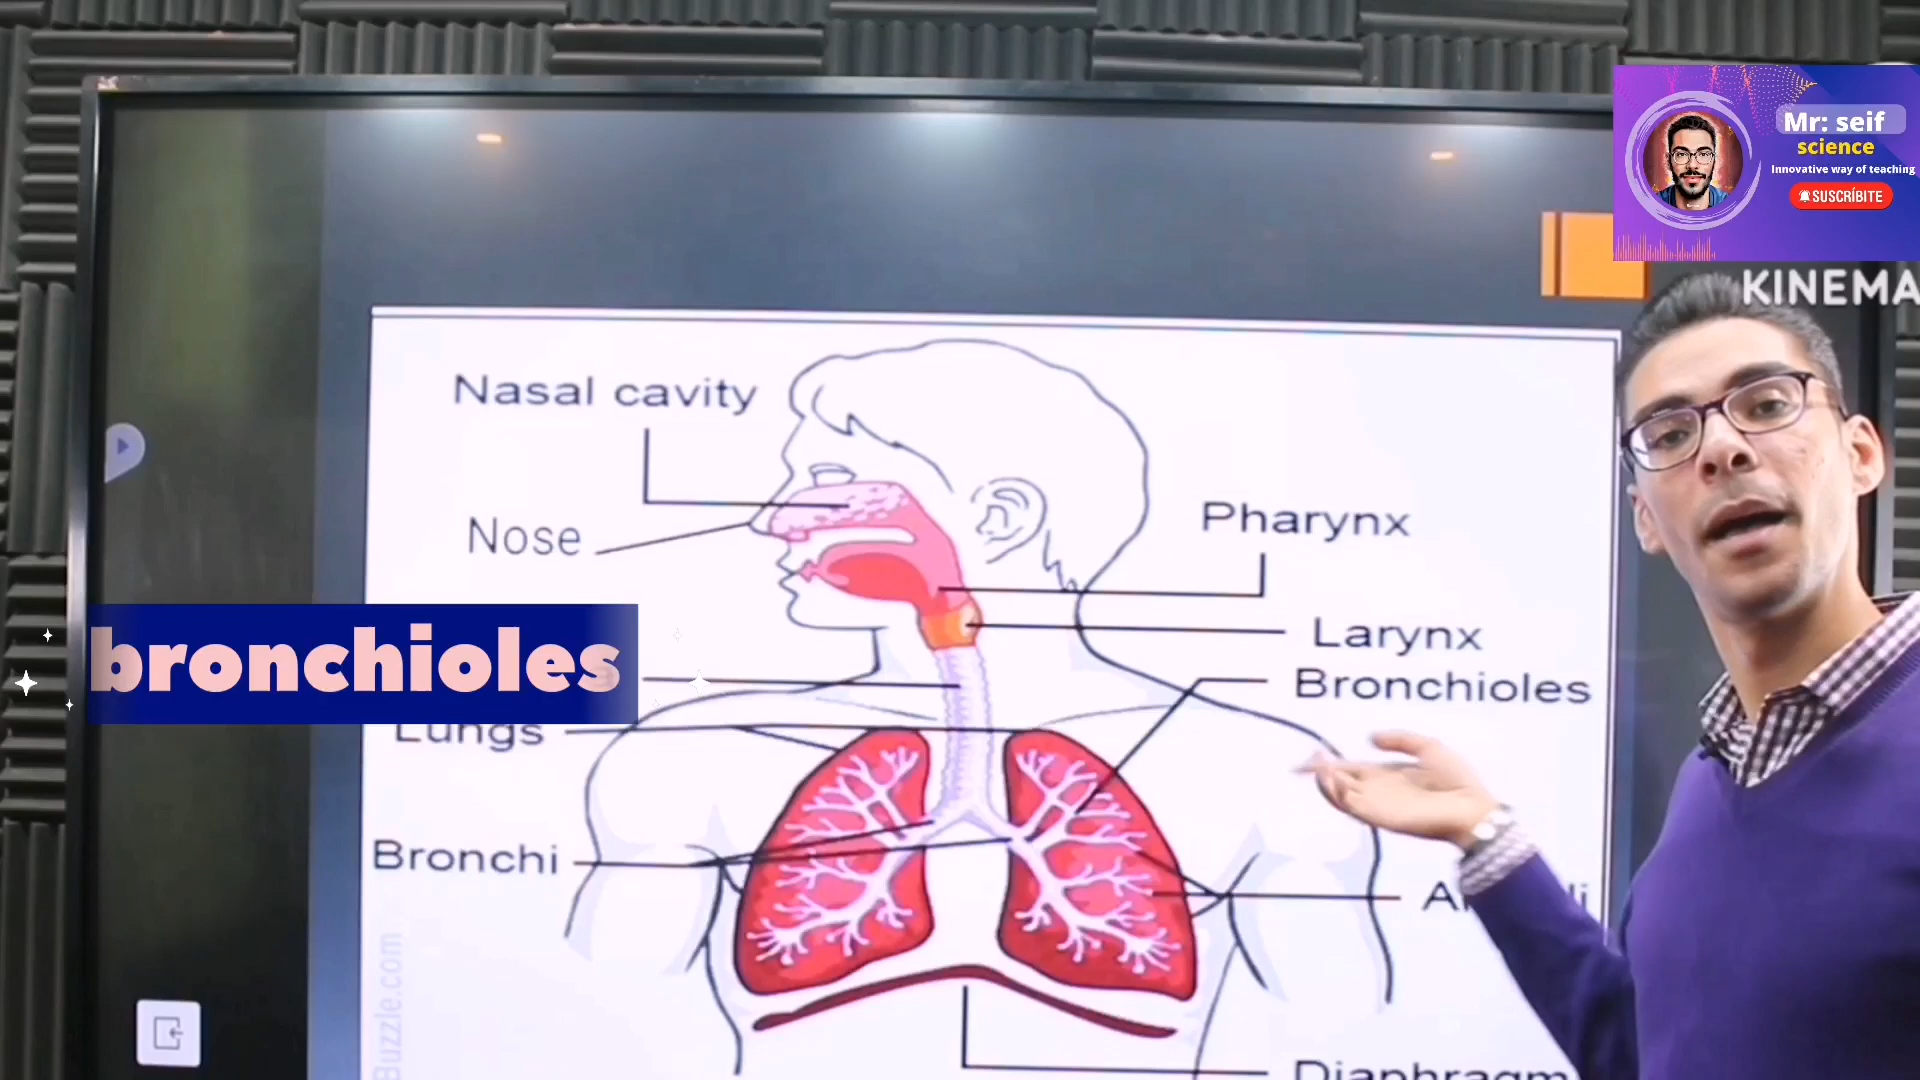 Mr: seif
science
Innovative way of teaching
SUSCRÍBITE
KINEMA
Nasal cavity
Nose
Pharynx
Larynx
bronchioles
Bronchioles
Lungs
Bronchi
Diaphragm
Buzzle.com